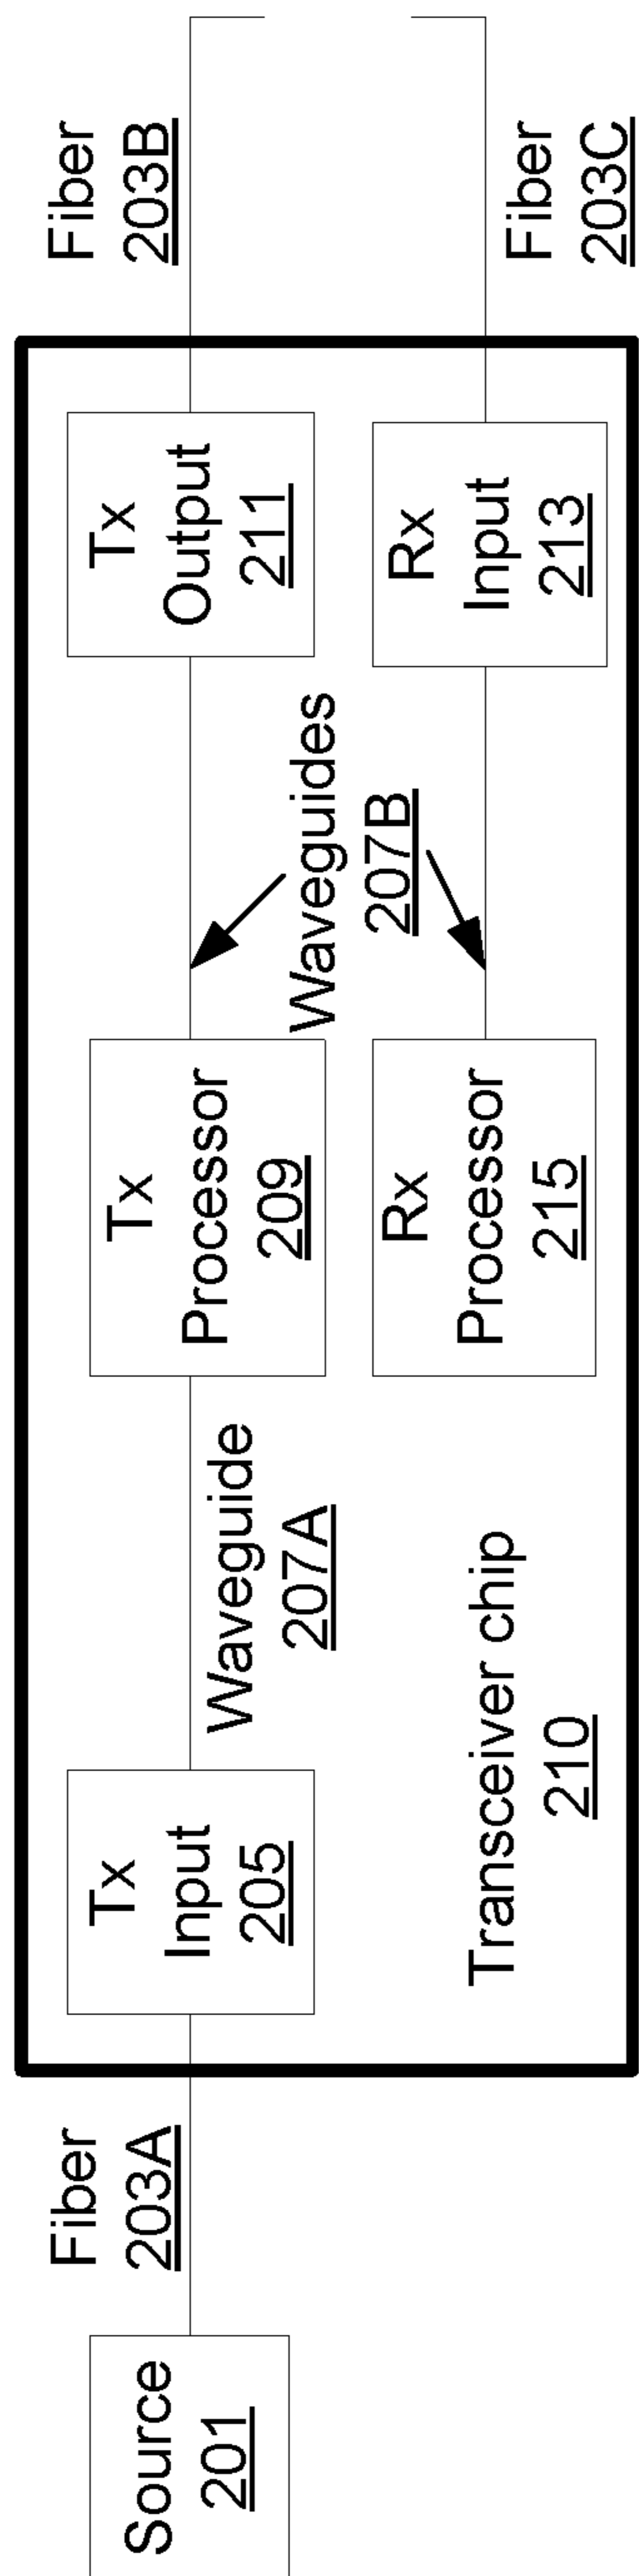 Source
201
Fiber
203A
Tx
Input
205
Waveguide
207A
Tx
Processor
209
Waveguides
207B
Tx
Output
211
Fiber
203B
Transceiver chip
210
Rx
Processor
215
Rx
Input
213
Fiber
203C